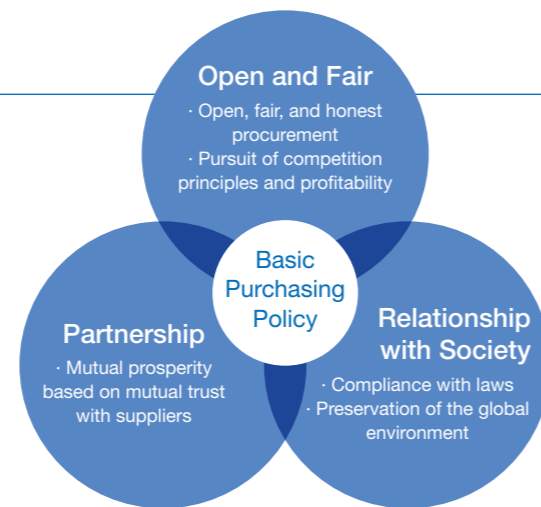 Open and Fair
· Open, fair, and honest
procurement
· Pursuit of competition
principles and profitability
Basic
Purchasing
Policy
Partnership
· Mutual prosperity
based on mutual trust
with suppliers
Relationship
with Society
· Compliance with laws
· Preservation of the global
environment